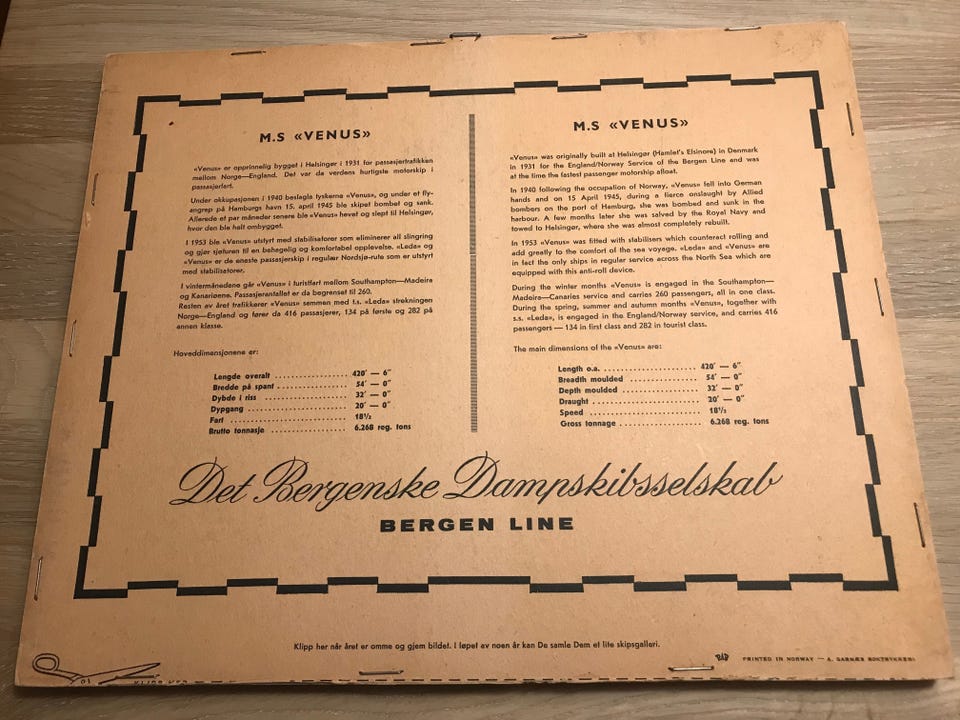 M.S «VENUS»
«Venus» er opprinnelig bygget i Helsingør i 1931 for passasjertrafikken
mellom Norge—England. Det var da verdens hurtigste motorskip i
passasjerfart.
Under okkupasjonen i 1940 beslagla tyskerne «Venus», og under et fly-
angrep på Hamburgs havn 15. april 1945 ble skipet bombet og sank.
Allerede et par måneder senere ble «Venus» hevet og slept til Helsingør,
hvor den ble helt ombygget.
I 1953 ble «Venus» utstyrt med stabilisatorer som eliminerer all slingring
og gjør sjøturen til en behagelig og komfortabel opplevelse. «Leda» og
«Venus» er de eneste passasjerskip i regulær Nordsjø-rute som er utstyrt
med stabilisatorer.
I vintermånedene går «Venus» i turistfart mellom Southampton—Madeira
og Kanariøene. Passasjerantallet er da begrenset til 260.
Resten av året trafikkerer «Venus» semmen med t.s. «Leda» strekningen
Norge—England og fører da 416 passasjerer, 134 på første og 282 på
annen klasse.
Hoveddimensjonene er:
Lengde overalt 420' — 6"
Bredde på spant 54' — 0"
Dybde i riss 32' — 0"
Dypgang 20' — 0"
Fart 18½
Brutto tonnasje 6.268 reg. tons
M.S «VENUS»
«Venus» was originally built at Helsingør (Hamlet's Elsinore) in Denmark
in 1931 for the England/Norway Service of the Bergen Line and was
at the time the fastest passenger motorship afloat.
In 1940 following the occupation of Norway, «Venus» fell into German
hands and on 15 April 1945, during a fierce onslaught by Allied
bombers on the port of Hamburg, she was bombed and sunk in the
harbour. A few months later she was salved by the Royal Navy and
towed to Helsingør, where she was almost completely rebuilt.
In 1953 «Venus» was fitted with stabilisers which counteract rolling and
add greatly to the comfort of the sea voyage. «Leda» and «Venus» are
in fact the only ships in regular service across the North Sea which are
equipped with this anti-roll device.
During the winter months «Venus» is engaged in the Southampton—
Madeira—Canaries service and carries 260 passengers, all in one class.
During the spring, summer and autumn months «Venus», together with
s.s. «Leda», is engaged in the England/Norway service, and carries 416
passengers — 134 in first class and 282 in tourist class.
The main dimensions of the «Venus» are:
Length o.a. 420' — 6"
Breadth moulded 54' — 0"
Depth moulded 32' — 0"
Draught 20' — 0"
Speed 18½
Gross tonnage 6.268 reg. tons
Det Bergenske Dampskibsselskab
BERGEN LINE
Klipp her når året er omme og gjem bildet. I løpet av noen år kan De samle Dem et lite skipsgalleri.
PRINTED IN NORWAY — A. GARNÆS BOKTRYKKERI